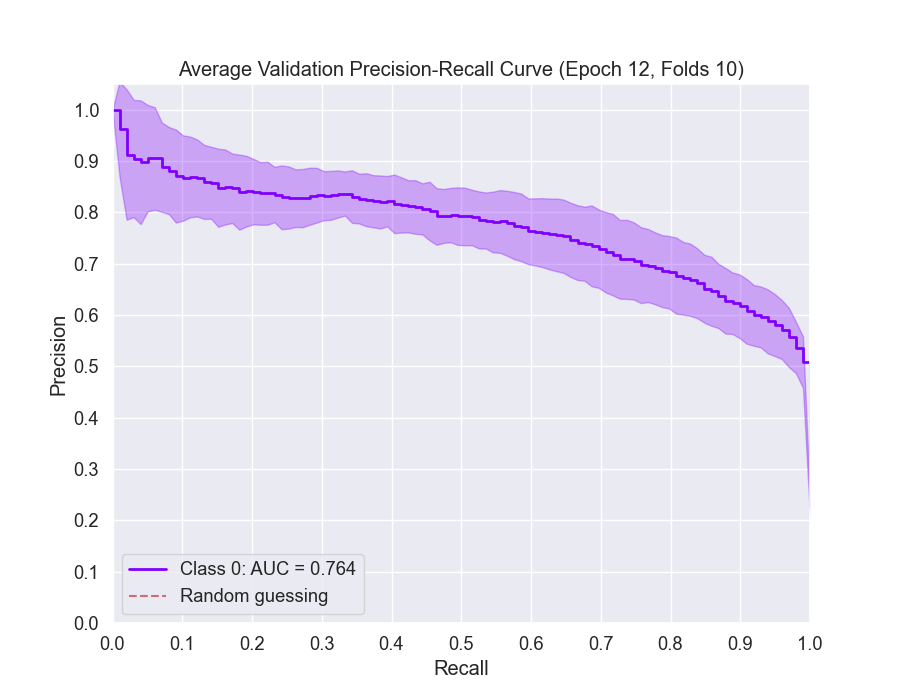 Average Validation Precision-Recall Curve (Epoch 12, Folds 10)
1.0
0.9
0.8
0.7
0.6
0.5
0.4
0.3
0.2
0.1
0.0
Precision
Class 0: AUC = 0.764
Random guessing
0.0 0.1 0.2 0.3 0.4 0.5 0.6 0.7 0.8 0.9 1.0
Recall